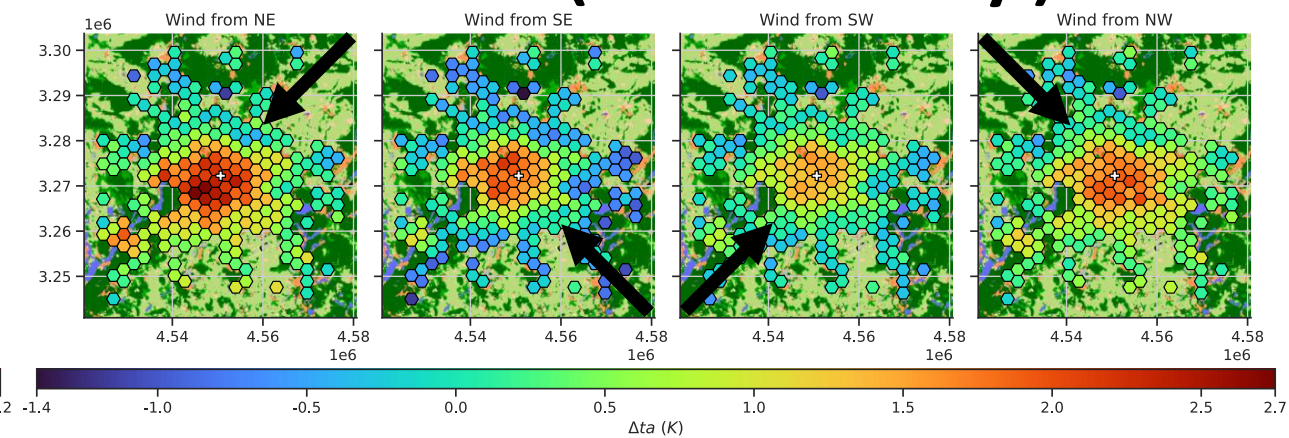 Wind from NE Wind from SE Wind from SW Wind from NW
1e6
3.30
3.29
3.28
3.27
3.26
3.25
4.54 4.56 4.58 4.54 4.56 4.58 4.54 4.56 4.58 4.54 4.56 4.58
1e6 1e6 1e6 1e6
-1.4 -1.0 -0.5 0.0 0.5 1.0 1.5 2.0 2.5 2.7
Δta (K)